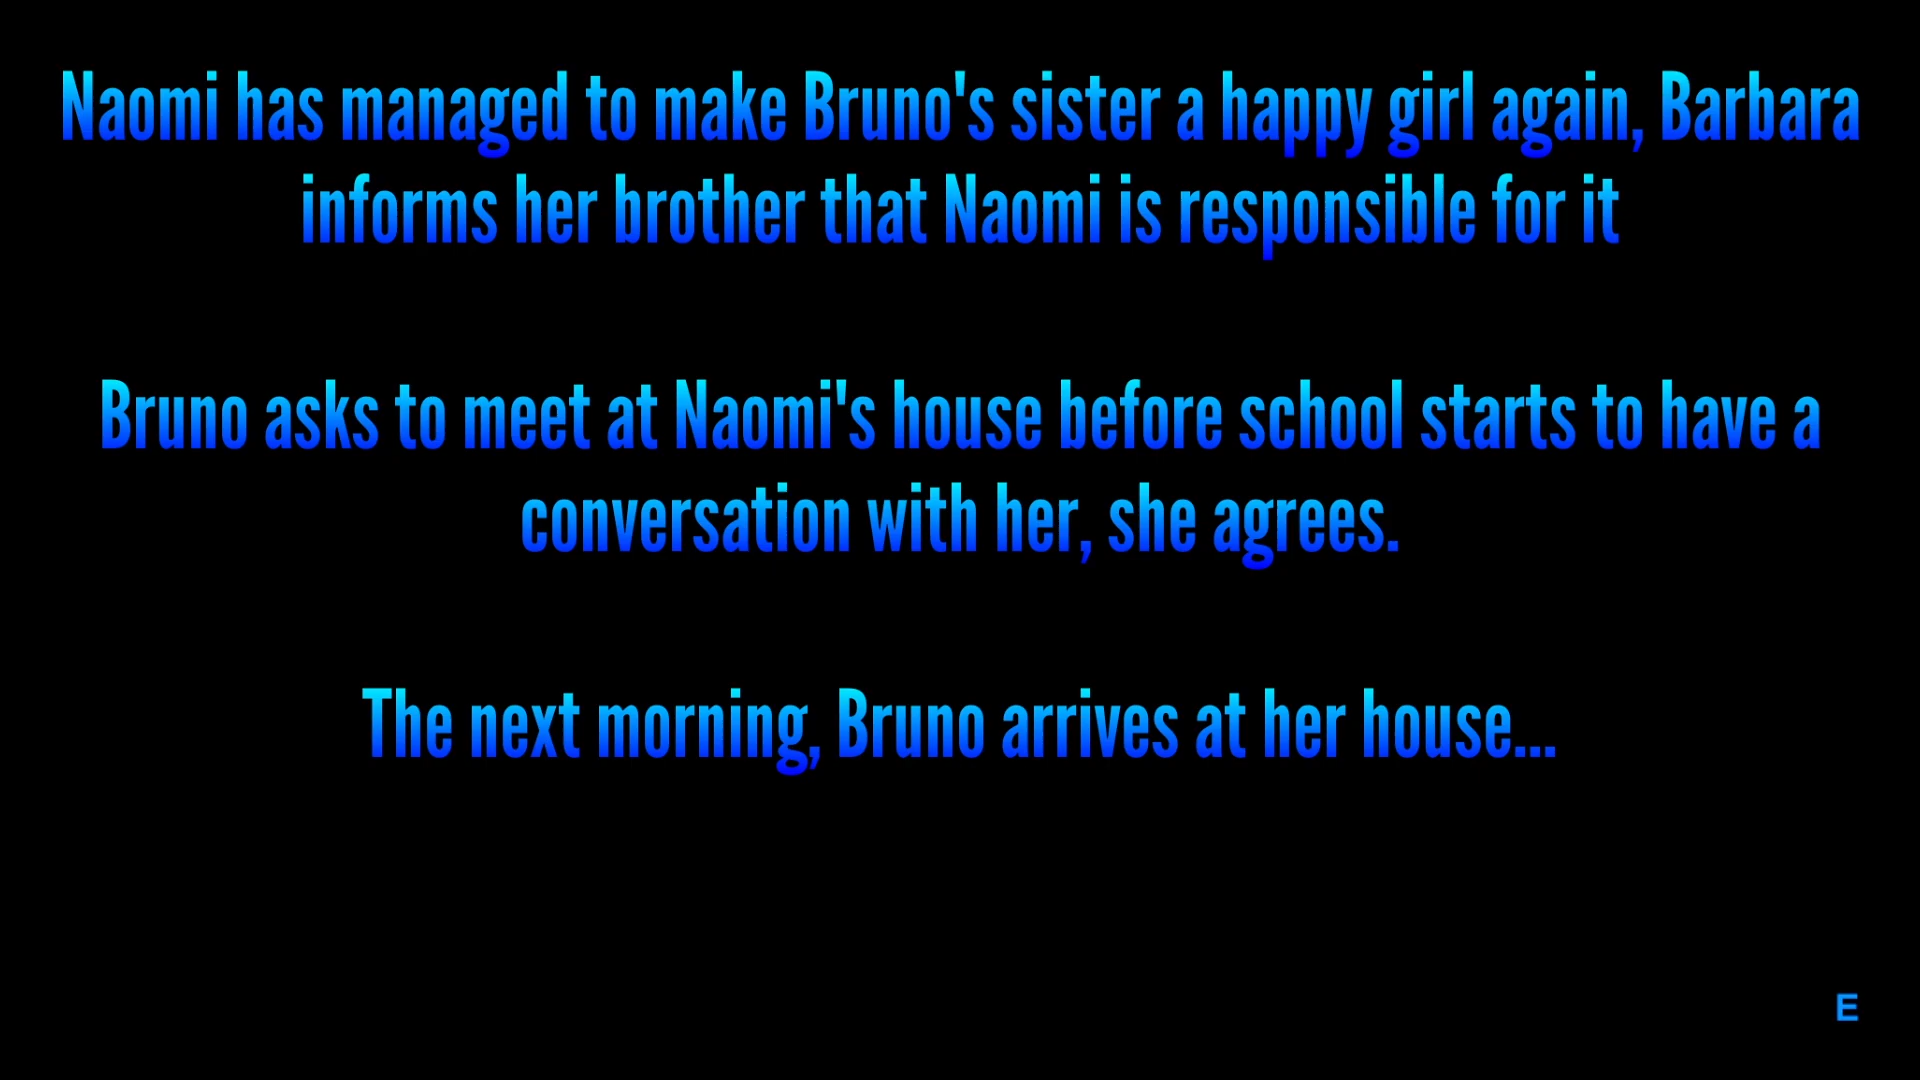 Naomi has managed to make Bruno's sister a happy girl again, Barbara
informs her brother that Naomi is responsible for it
Bruno asks to meet at Naomi's house before school starts to have a
conversation with her, she agrees.
The next morning, Bruno arrives at her house...
E